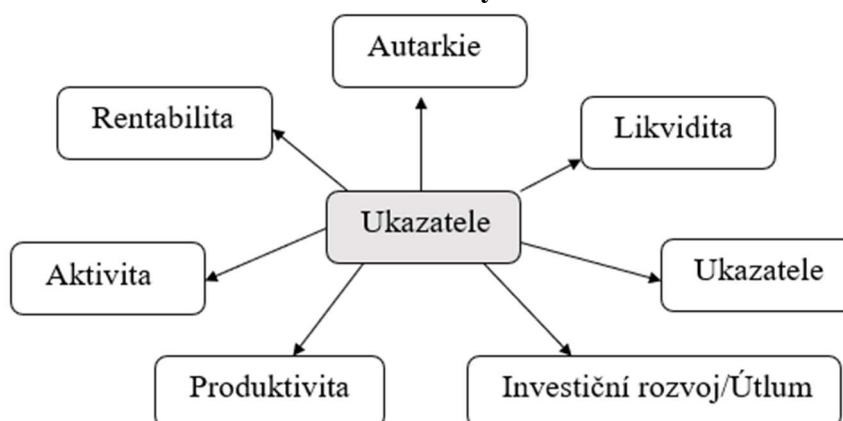 Autarkie
Rentabilita
Likvidita
Ukazatele
Aktivita
Ukazatele
Produktivita
Investiční rozvoj/Útlum